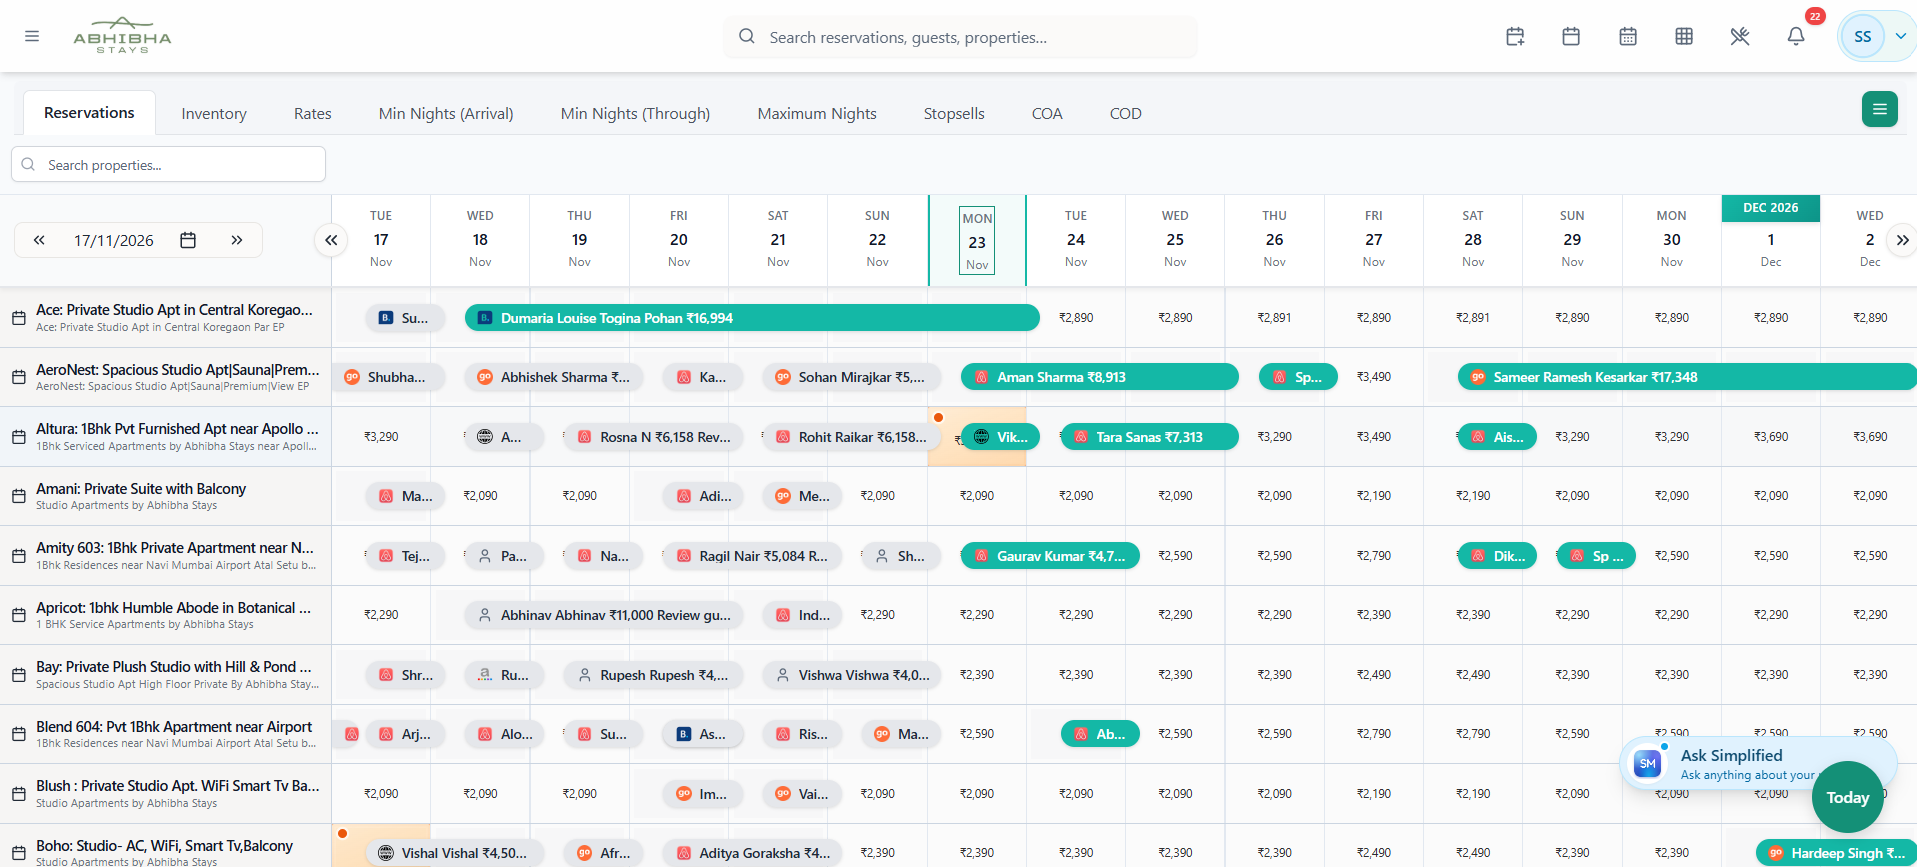 ABHIBHA
STAYS
Search reservations, guests, properties...
22
SS
Reservations Inventory Rates Min Nights (Arrival) Min Nights (Through) Maximum Nights Stopsells COA COD
Search properties...
17/11/2026
TUE WED THU FRI SAT SUN MON TUE WED THU FRI SAT SUN MON DEC 2026 WED
17 18 19 20 21 22 23 24 25 26 27 28 29 30 1 2
Nov Nov Nov Nov Nov Nov Nov Nov Nov Nov Nov Nov Nov Nov Dec Dec
Ace: Private Studio Apt in Central Koregao...
Ace: Private Studio Apt in Central Koregaon Par EP
B. Su... B. Dumaria Louise Togina Pohan ₹16,994 ₹2,890 ₹2,890 ₹2,891 ₹2,890 ₹2,891 ₹2,890 ₹2,890 ₹2,890 ₹2,890
AeroNest: Spacious Studio Apt|Sauna|Prem...
AeroNest: Spacious Studio Apt|Sauna|Premium|View EP
go Shubha... go Abhishek Sharma ₹... Ka... go Sohan Mirajkar ₹5,... Aman Sharma ₹8,913 Sp... ₹3,490 go Sameer Ramesh Kesarkar ₹17,348
Altura: 1Bhk Pvt Furnished Apt near Apollo ...
1Bhk Serviced Apartments by Abhibha Stays near Apoll...
₹3,290 A... Rosna N ₹6,158 Rev... Rohit Raikar ₹6,158... Vik... Tara Sanas ₹7,313 ₹3,290 ₹3,490 Ais... ₹3,290 ₹3,290 ₹3,690 ₹3,690
Amani: Private Suite with Balcony
Studio Apartments by Abhibha Stays
Ma... ₹2,090 ₹2,090 Adi... go Me... ₹2,090 ₹2,090 ₹2,090 ₹2,090 ₹2,090 ₹2,190 ₹2,190 ₹2,090 ₹2,090 ₹2,090 ₹2,090
Amity 603: 1Bhk Private Apartment near N...
1Bhk Residences near Navi Mumbai Airport Atal Setu b...
Tej... Pa... Na... Ragil Nair ₹5,084 R... Sh... Gaurav Kumar ₹4,7... ₹2,590 ₹2,590 ₹2,790 Dik... Sp ... ₹2,590 ₹2,590 ₹2,590
Apricot: 1bhk Humble Abode in Botanical ...
1 BHK Service Apartments by Abhibha Stays
₹2,290 Abhinav Abhinav ₹11,000 Review gu... Ind... ₹2,290 ₹2,290 ₹2,290 ₹2,290 ₹2,290 ₹2,390 ₹2,390 ₹2,290 ₹2,290 ₹2,290 ₹2,290
Bay: Private Plush Studio with Hill & Pond ...
Spacious Studio Apt High Floor Private By Abhibha Stay...
Shr... a Ru... Rupesh Rupesh ₹4,... Vishwa Vishwa ₹4,0... ₹2,390 ₹2,390 ₹2,390 ₹2,390 ₹2,490 ₹2,490 ₹2,390 ₹2,390 ₹2,390 ₹2,390
Blend 604: Pvt 1Bhk Apartment near Airport
1Bhk Residences near Navi Mumbai Airport Atal Setu b...
Arj... Alo... Su... B. As... Ris... go Ma... ₹2,590 Ab... ₹2,590 ₹2,590 ₹2,790 ₹2,790 ₹2,590 ₹2,590 ₹2,590 ₹2,590
Blush : Private Studio Apt. WiFi Smart Tv Ba...
Studio Apartments by Abhibha Stays
₹2,090 ₹2,090 ₹2,090 go Im... go Vai... ₹2,090 ₹2,090 ₹2,090 ₹2,090 ₹2,090 ₹2,190 ₹2,190 ₹2,090 ₹2,090 ₹2,090
SM Ask Simplified
Ask anything about your
Today
Boho: Studio- AC, WiFi, Smart Tv,Balcony
Studio Apartments by Abhibha Stays
Vishal Vishal ₹4,50... go Afr... Aditya Goraksha ₹4... ₹2,390 ₹2,390 ₹2,390 ₹2,390 ₹2,390 ₹2,490 ₹2,490 ₹2,390 ₹2,390 go Hardeep Singh ₹...